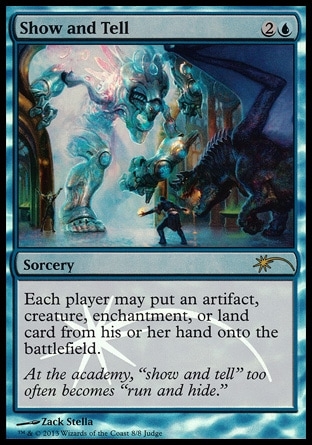 Show and Tell 2
Sorcery
Each player may put an artifact,
creature, enchantment, or land
card from his or her hand onto the
battlefield.
At the academy, “show and tell” too
often becomes “run and hide.”
Zack Stella
™ & © 2015 Wizards of the Coast 8/8 Judge